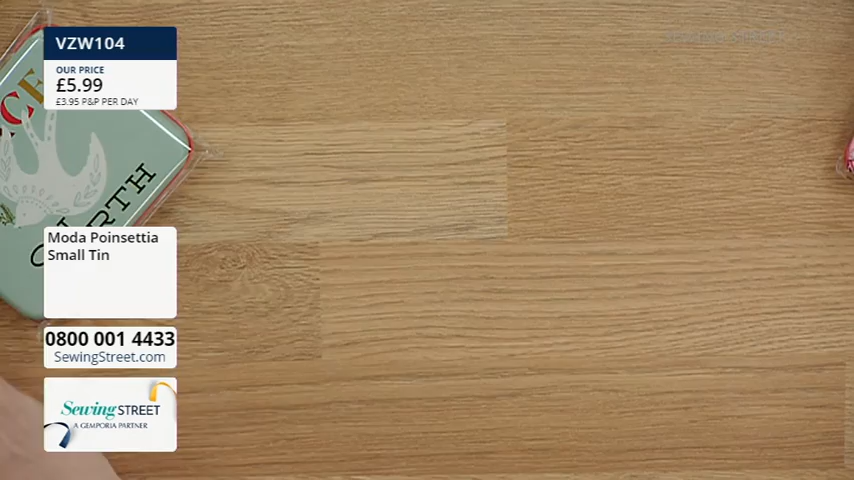 VZW104
OUR PRICE
£5.99
£3.95 P&P PER DAY
Moda Poinsettia
Small Tin
0800 001 4433
SewingStreet.com
Sewing STREET
A GEMPORIA PARTNER